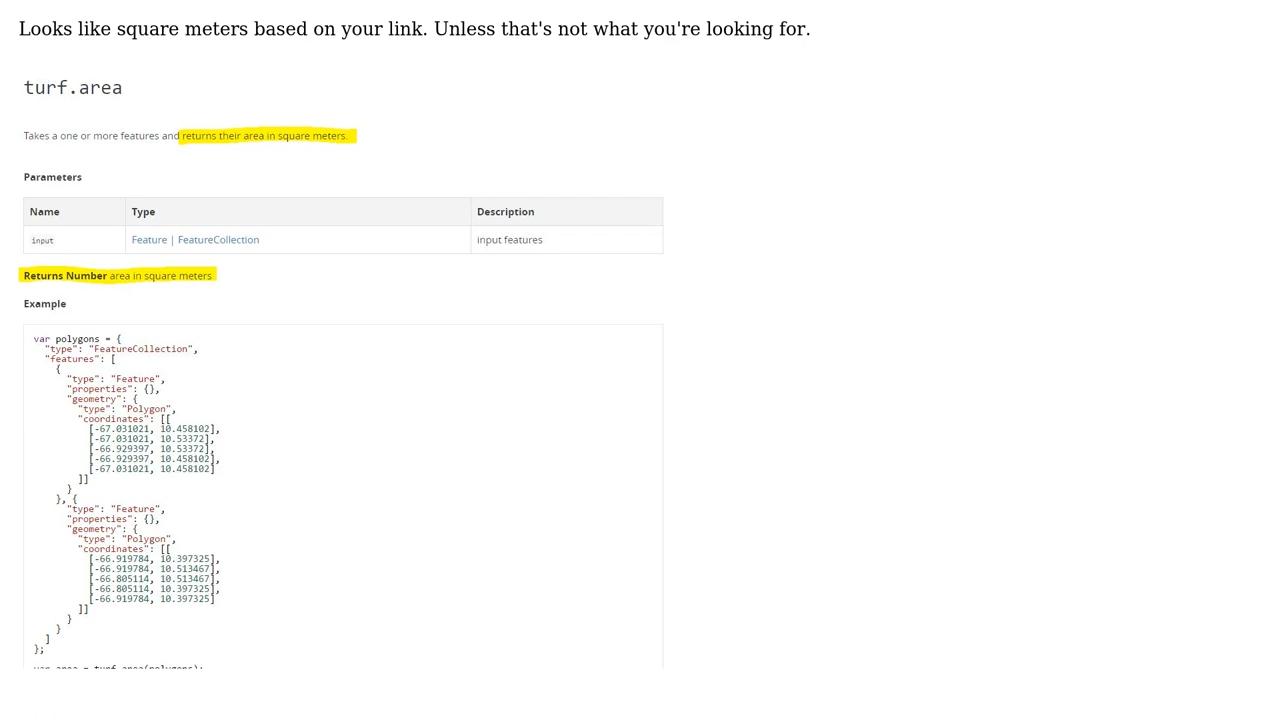 Looks like square meters based on your link. Unless that's not what you're looking for.
turf.area
Takes a one or more features and returns their area in square meters.
Parameters
Name Type Description
input Feature | FeatureCollection input features
Returns Number area in square meters
Example
var polygons = {
"type": "FeatureCollection",
"features": [
{
"type": "Feature",
"properties": {},
"geometry": {
"type": "Polygon",
"coordinates": [[
[-67.031021, 10.458102],
[-67.031021, 10.53372],
[-66.929397, 10.53372],
[-66.929397, 10.458102],
[-67.031021, 10.458102]
]]
}
}, {
"type": "Feature",
"properties": {},
"geometry": {
"type": "Polygon",
"coordinates": [[
[-66.919784, 10.397325],
[-66.919784, 10.513467],
[-66.805114, 10.513467],
[-66.805114, 10.397325],
[-66.919784, 10.397325]
]]
}
}
]
};
var area = turf.area(polygons);